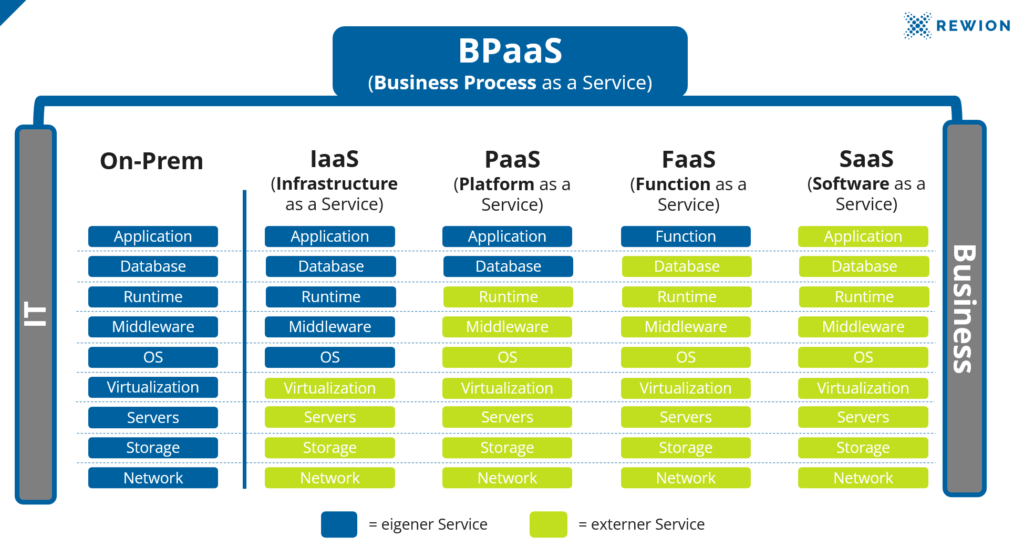 REWION
BPaaS
(Business Process as a Service)
IT
Business
On-Prem
IaaS
(Infrastructure
as a Service)
PaaS
(Platform as a
Service)
FaaS
(Function as a
Service)
SaaS
(Software as a
Service)
Application Application Application Function Application
Database Database Database Database Database
Runtime Runtime Runtime Runtime Runtime
Middleware Middleware Middleware Middleware Middleware
OS OS OS OS OS
Virtualization Virtualization Virtualization Virtualization Virtualization
Servers Servers Servers Servers Servers
Storage Storage Storage Storage Storage
Network Network Network Network Network
= eigener Service = externer Service